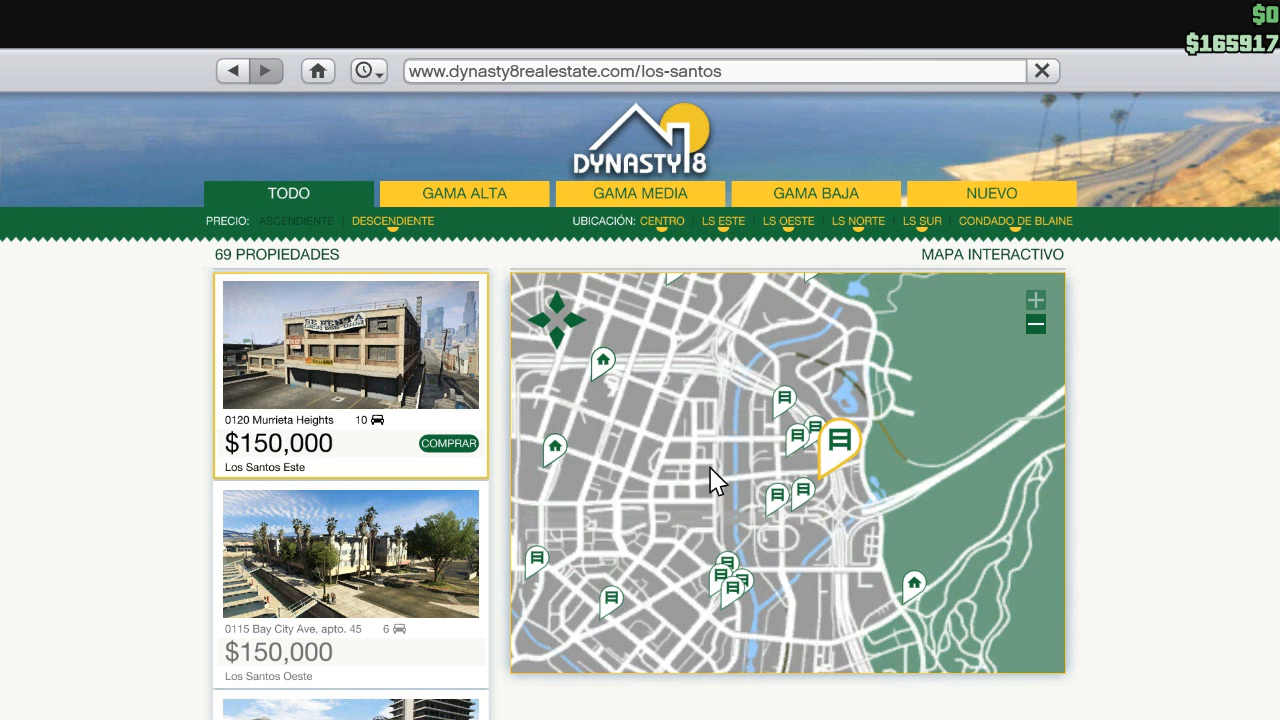 $0
$165917
www.dynasty8realestate.com/los-santos
DYNASTY 8
TODO
GAMA ALTA
GAMA MEDIA
GAMA BAJA
NUEVO
PRECIO: ASCENDIENTE | DESCENDIENTE
UBICACIÓN: CENTRO | LS ESTE | LS OESTE | LS NORTE | LS SUR | CONDADO DE BLAINE
69 PROPIEDADES
MAPA INTERACTIVO
SE RENTA
0120 Murrieta Heights 10
$150,000
COMPRAR
Los Santos Este
0115 Bay City Ave, apto. 45 6
$150,000
Los Santos Oeste